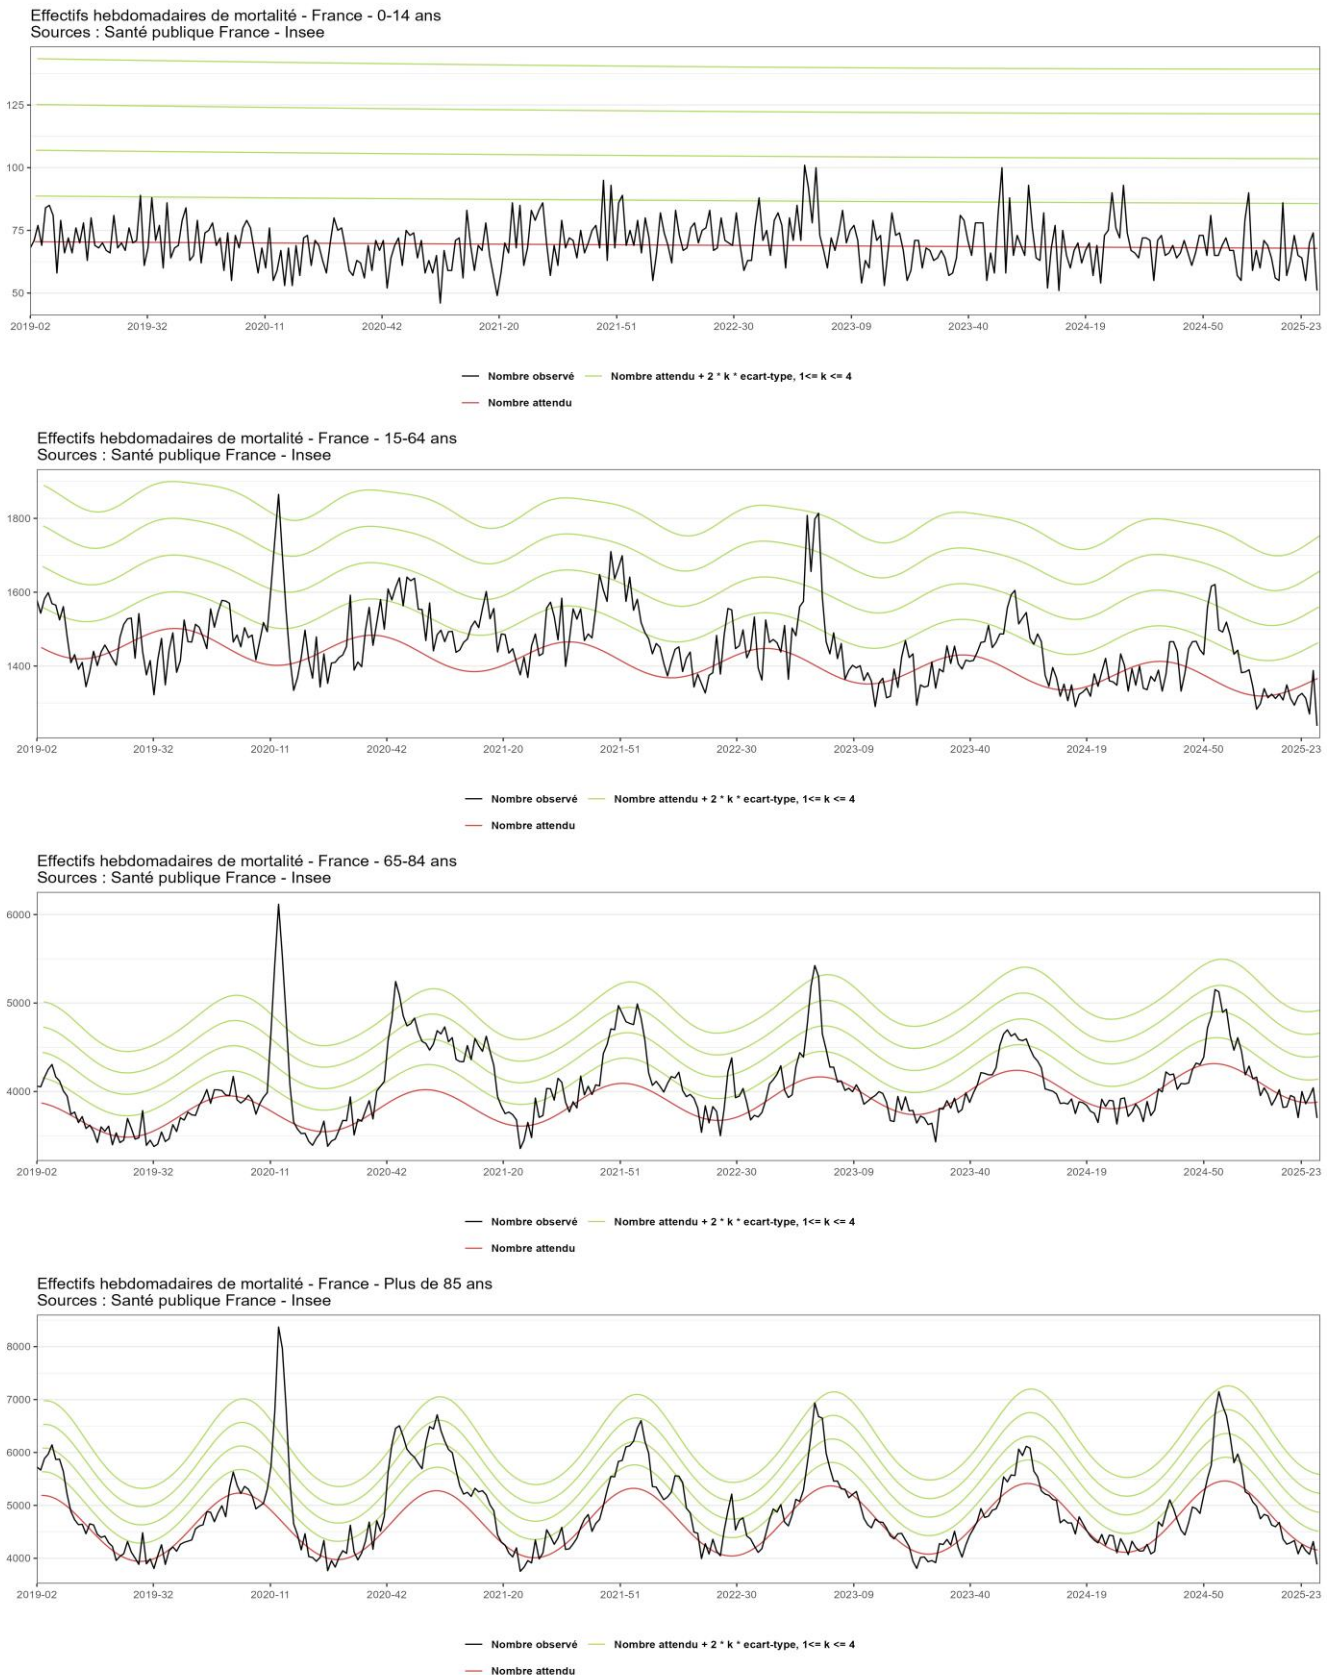 Effectifs hebdomadaires de mortalité - France - 0-14 ans
Sources : Santé publique France - Insee
125
100
75
50
2019-02 2019-32 2020-11 2020-42 2021-20 2021-51 2022-30 2023-09 2023-40 2024-19 2024-50 2025-23
Nombre observé Nombre attendu + 2 * k * ecart-type, 1<= k <= 4
Nombre attendu
Effectifs hebdomadaires de mortalité - France - 15-64 ans
Sources : Santé publique France - Insee
1800
1600
1400
2019-02 2019-32 2020-11 2020-42 2021-20 2021-51 2022-30 2023-09 2023-40 2024-19 2024-50 2025-23
Nombre observé Nombre attendu + 2 * k * ecart-type, 1<= k <= 4
Nombre attendu
Effectifs hebdomadaires de mortalité - France - 65-84 ans
Sources : Santé publique France - Insee
6000
5000
4000
2019-02 2019-32 2020-11 2020-42 2021-20 2021-51 2022-30 2023-09 2023-40 2024-19 2024-50 2025-23
Nombre observé Nombre attendu + 2 * k * ecart-type, 1<= k <= 4
Nombre attendu
Effectifs hebdomadaires de mortalité - France - Plus de 85 ans
Sources : Santé publique France - Insee
8000
7000
6000
5000
4000
2019-02 2019-32 2020-11 2020-42 2021-20 2021-51 2022-30 2023-09 2023-40 2024-19 2024-50 2025-23
Nombre observé Nombre attendu + 2 * k * ecart-type, 1<= k <= 4
Nombre attendu